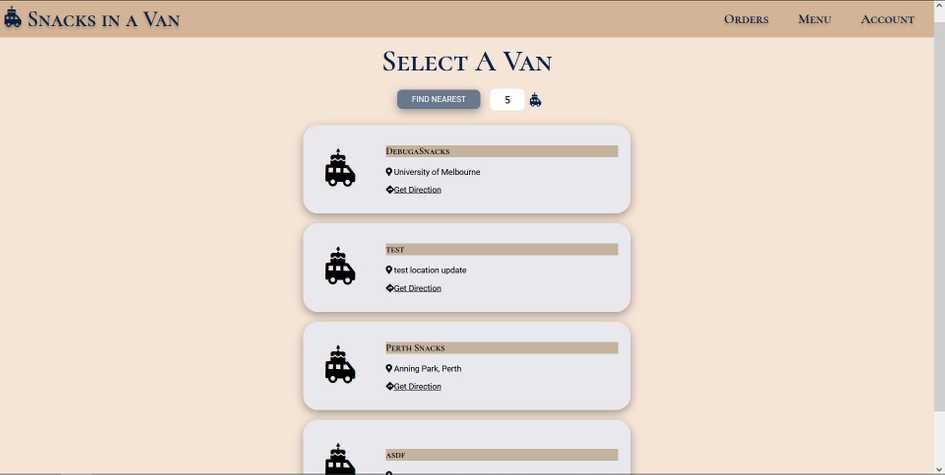 Snacks in a Van
Orders Menu Account
Select A Van
FIND NEAREST 5
DebugaSnacks
University of Melbourne
Get Direction
test
test location update
Get Direction
Perth Snacks
Anning Park, Perth
Get Direction
asdf